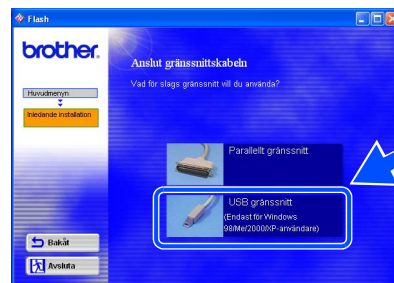 Flash
brother.
Anslut gränssnittskabeln
Vad för slags gränssnitt vill du använda?
Huvudmenyn
Inledande installation
Parallellt gränssnitt
USB gränssnitt
(Endast för Windows
98/Me/2000/XP-användare)
Bakåt
Avsluta